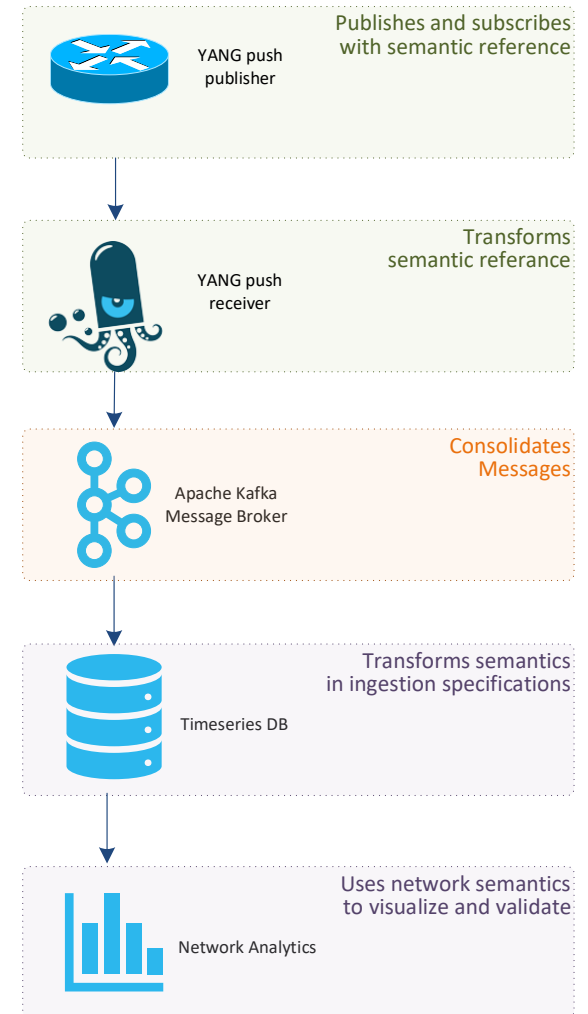 Publishes and subscribes
with semantic reference
YANG push
publisher
Transforms
semantic referance
YANG push
receiver
Consolidates
Messages
Apache Kafka
Message Broker
Transforms semantics
in ingestion specifications
Timeseries DB
Uses network semantics
to visualize and validate
Network Analytics